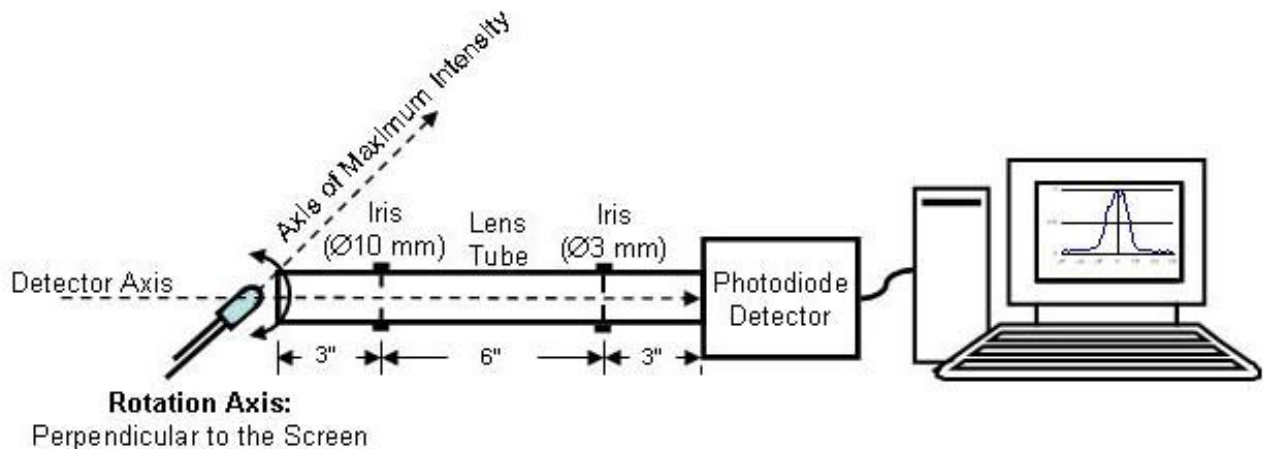 Axis of Maximum Intensity
Iris
(Ø10 mm)
Lens
Tube
Iris
(Ø3 mm)
Detector Axis
Photodiode
Detector
3"
6"
3"
Rotation Axis:
Perpendicular to the Screen